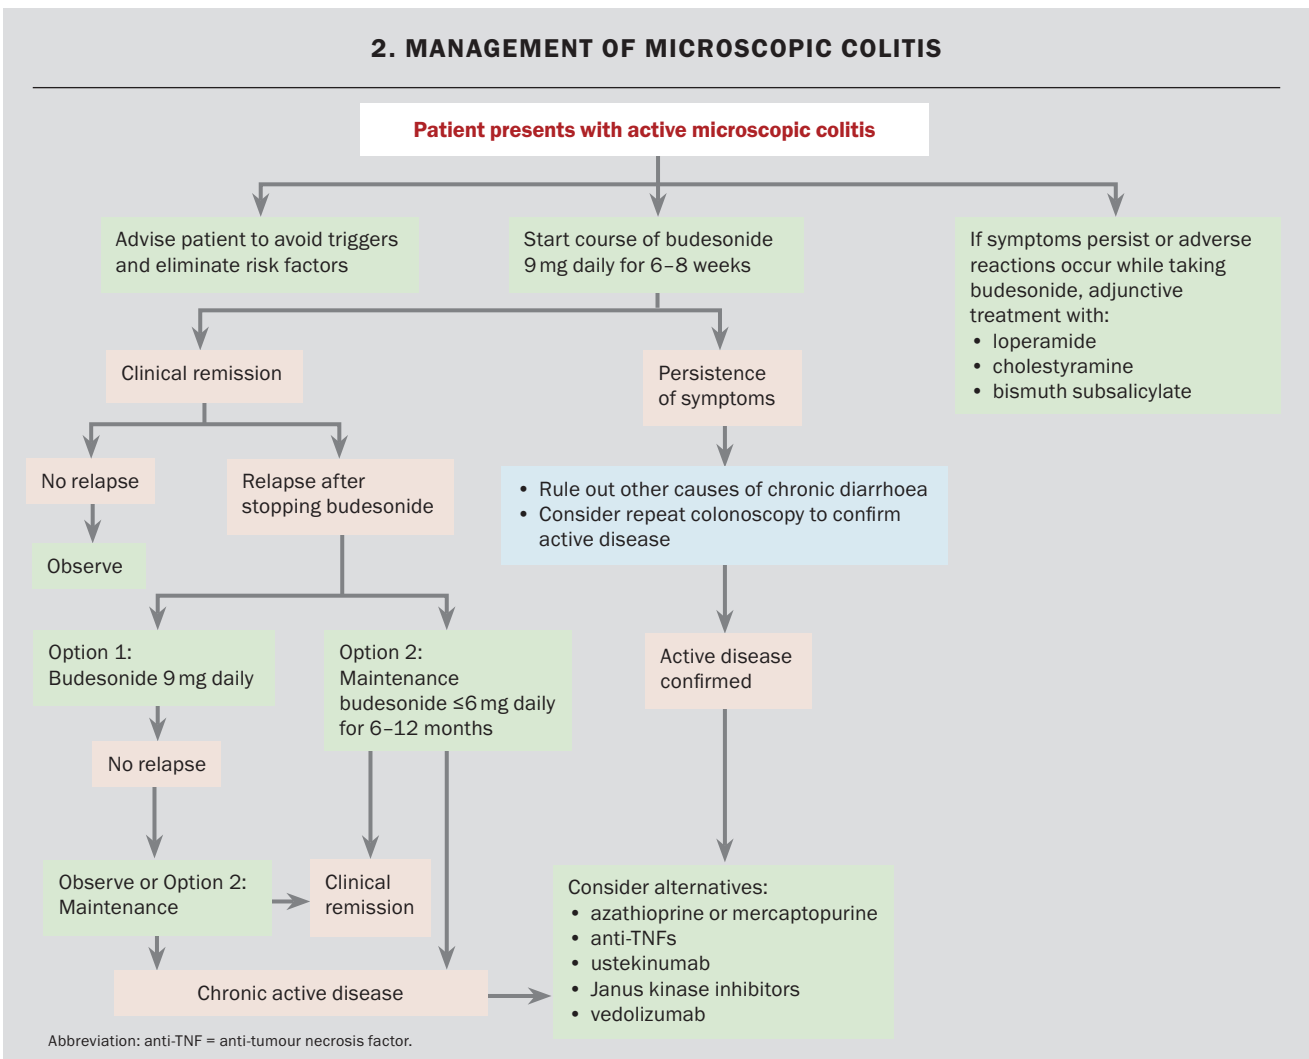 2. MANAGEMENT OF MICROSCOPIC COLITIS
Patient presents with active microscopic colitis
Advise patient to avoid triggers
and eliminate risk factors
Start course of budesonide
9 mg daily for 6–8 weeks
If symptoms persist or adverse
reactions occur while taking
budesonide, adjunctive
treatment with:
• loperamide
• cholestyramine
• bismuth subsalicylate
Clinical remission
Persistence
of symptoms
No relapse
Relapse after
stopping budesonide
• Rule out other causes of chronic diarrhoea
• Consider repeat colonoscopy to confirm
active disease
Observe
Option 1:
Budesonide 9 mg daily
Option 2:
Maintenance
budesonide ≤6 mg daily
for 6–12 months
Active disease
confirmed
No relapse
Observe or Option 2:
Maintenance
Clinical
remission
Consider alternatives:
• azathioprine or mercaptopurine
• anti-TNFs
• ustekinumab
• Janus kinase inhibitors
• vedolizumab
Chronic active disease
Abbreviation: anti-TNF = anti-tumour necrosis factor.